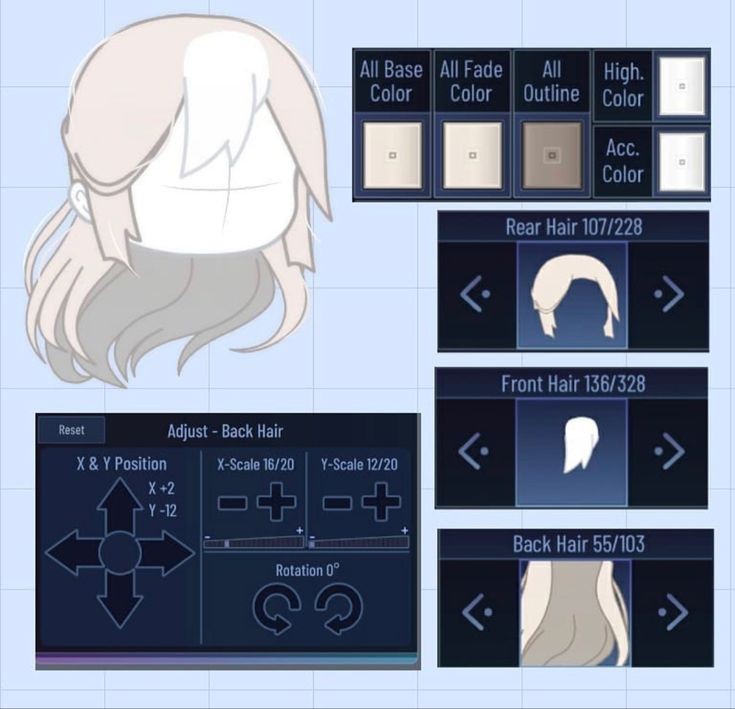 All Base
Color
All Fade
Color
All
Outline
High.
Color
Acc.
Color
Rear Hair 107/228
Front Hair 136/328
Reset
Adjust - Back Hair
X & Y Position
X +2
Y -12
X-Scale 16/20
Y-Scale 12/20
- +
- +
Rotation 0°
Back Hair 55/103